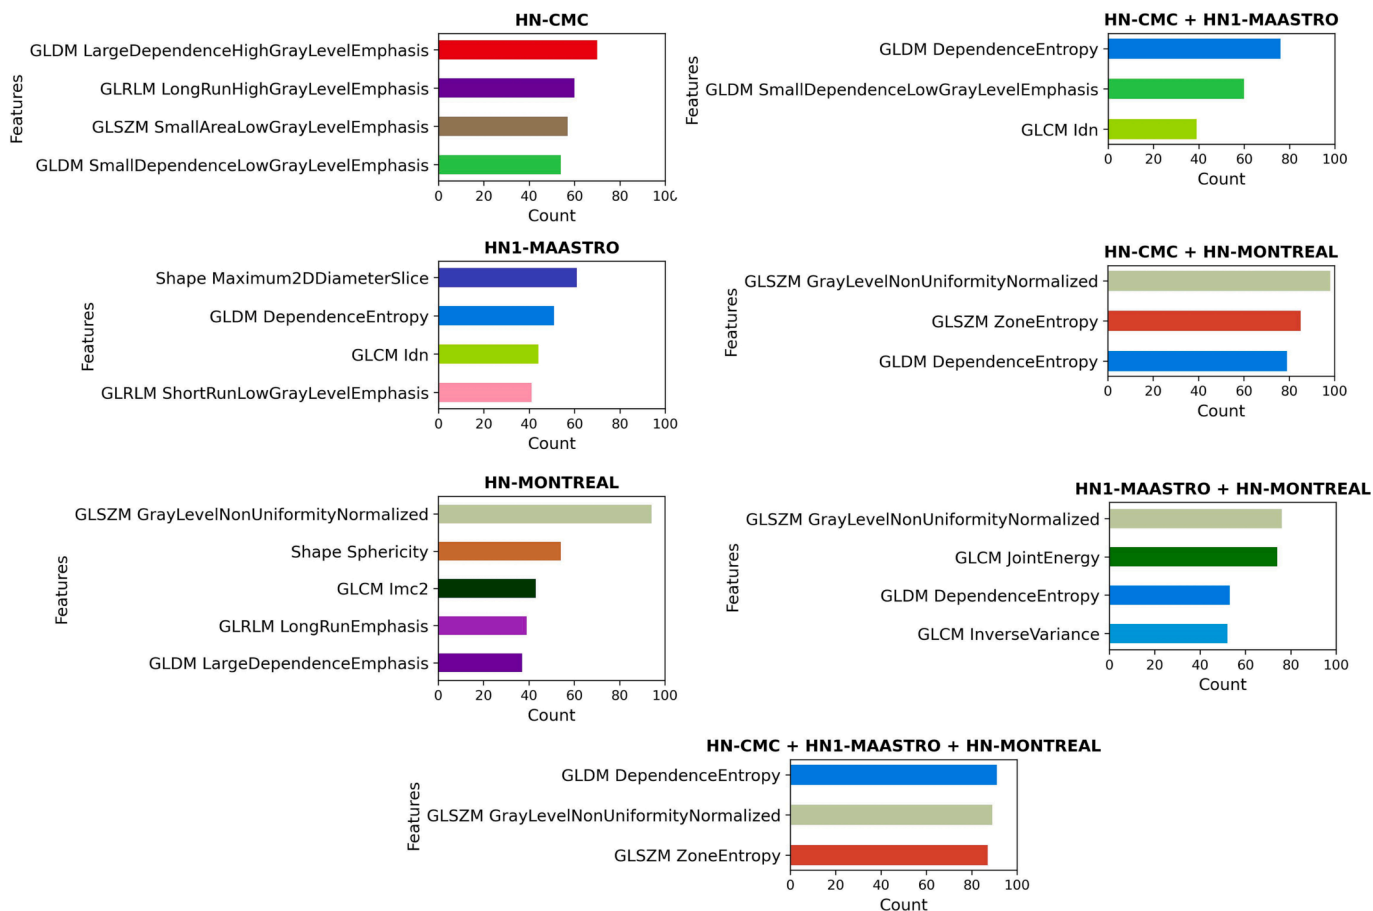 HN-CMC
Features
GLDM LargeDependenceHighGrayLevelEmphasis
GLRLM LongRunHighGrayLevelEmphasis
GLSZM SmallAreaLowGrayLevelEmphasis
GLDM SmallDependenceLowGrayLevelEmphasis
0 20 40 60 80 100
Count
HN-CMC + HN1-MAASTRO
Features
GLDM DependenceEntropy
GLDM SmallDependenceLowGrayLevelEmphasis
GLCM Idn
0 20 40 60 80 100
Count
HN1-MAASTRO
Features
Shape Maximum2DDiameterSlice
GLDM DependenceEntropy
GLCM Idn
GLRLM ShortRunLowGrayLevelEmphasis
0 20 40 60 80 100
Count
HN-CMC + HN-MONTREAL
Features
GLSZM GrayLevelNonUniformityNormalized
GLSZM ZoneEntropy
GLDM DependenceEntropy
0 20 40 60 80 100
Count
HN-MONTREAL
Features
GLSZM GrayLevelNonUniformityNormalized
Shape Sphericity
GLCM Imc2
GLRLM LongRunEmphasis
GLDM LargeDependenceEmphasis
0 20 40 60 80 100
Count
HN1-MAASTRO + HN-MONTREAL
Features
GLSZM GrayLevelNonUniformityNormalized
GLCM JointEnergy
GLDM DependenceEntropy
GLCM InverseVariance
0 20 40 60 80 100
Count
HN-CMC + HN1-MAASTRO + HN-MONTREAL
Features
GLDM DependenceEntropy
GLSZM GrayLevelNonUniformityNormalized
GLSZM ZoneEntropy
0 20 40 60 80 100
Count